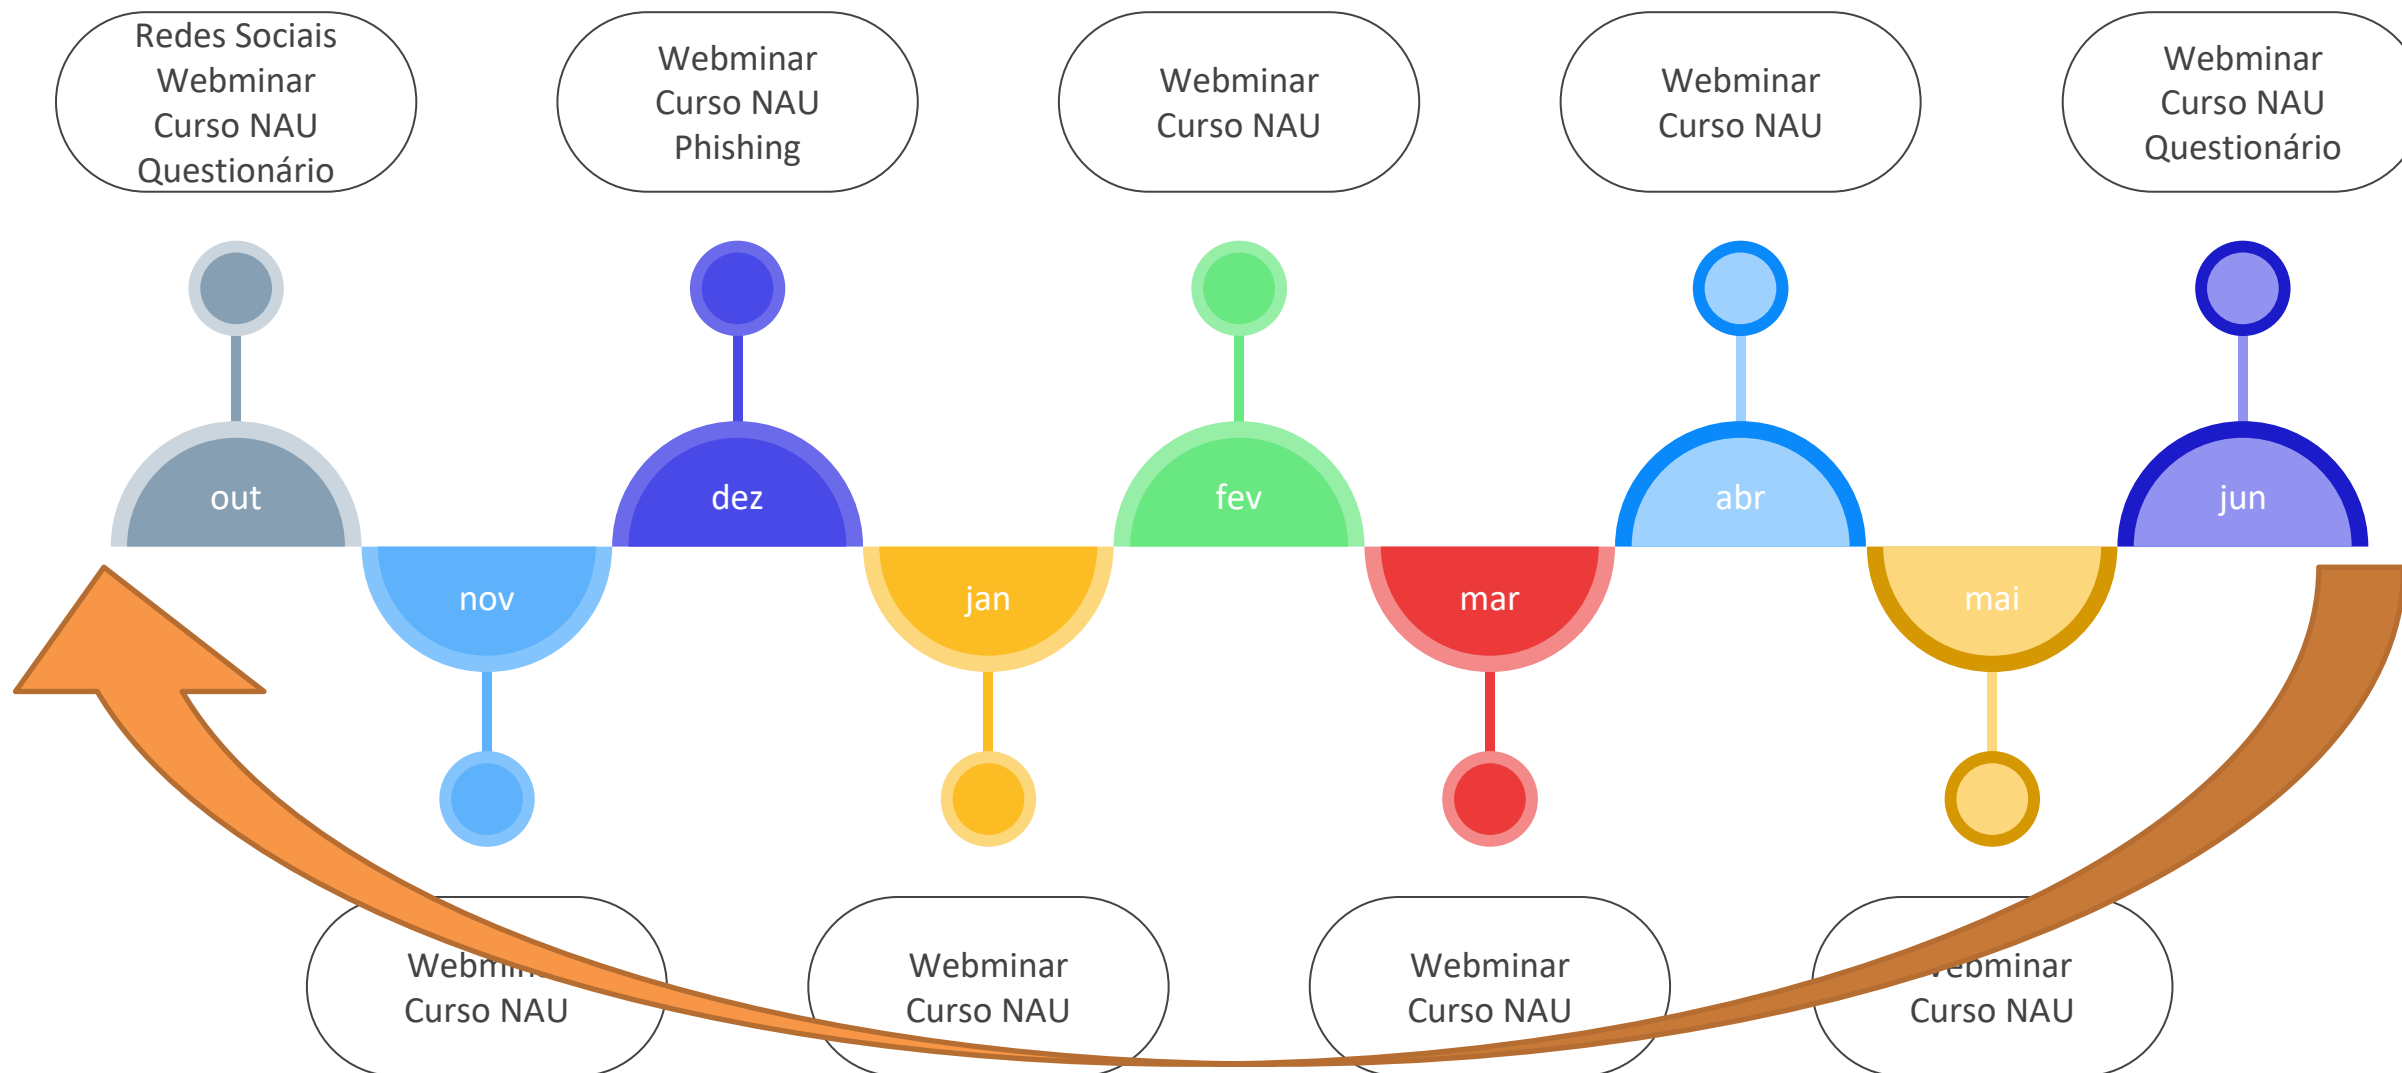 Redes Sociais
Webminar
Curso NAU
Questionário
Webminar
Curso NAU
Phishing
Webminar
Curso NAU
Webminar
Curso NAU
Webminar
Curso NAU
Questionário
out
dez
fev
abr
jun
nov
jan
mar
mai
Webminar
Curso NAU
Webminar
Curso NAU
Webminar
Curso NAU
Webminar
Curso NAU